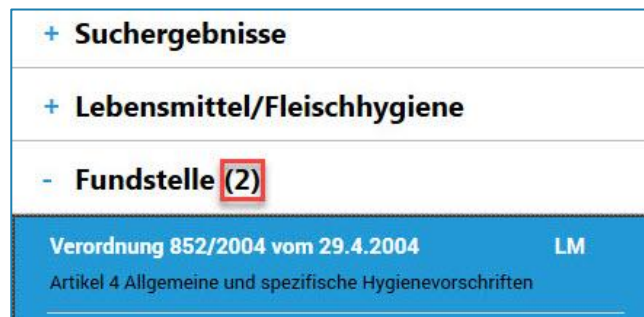 + Suchergebnisse
+ Lebensmittel/Fleischhygiene
- Fundstelle (2)
Verordnung 852/2004 vom 29.4.2004 LM
Artikel 4 Allgemeine und spezifische Hygienevorschriften